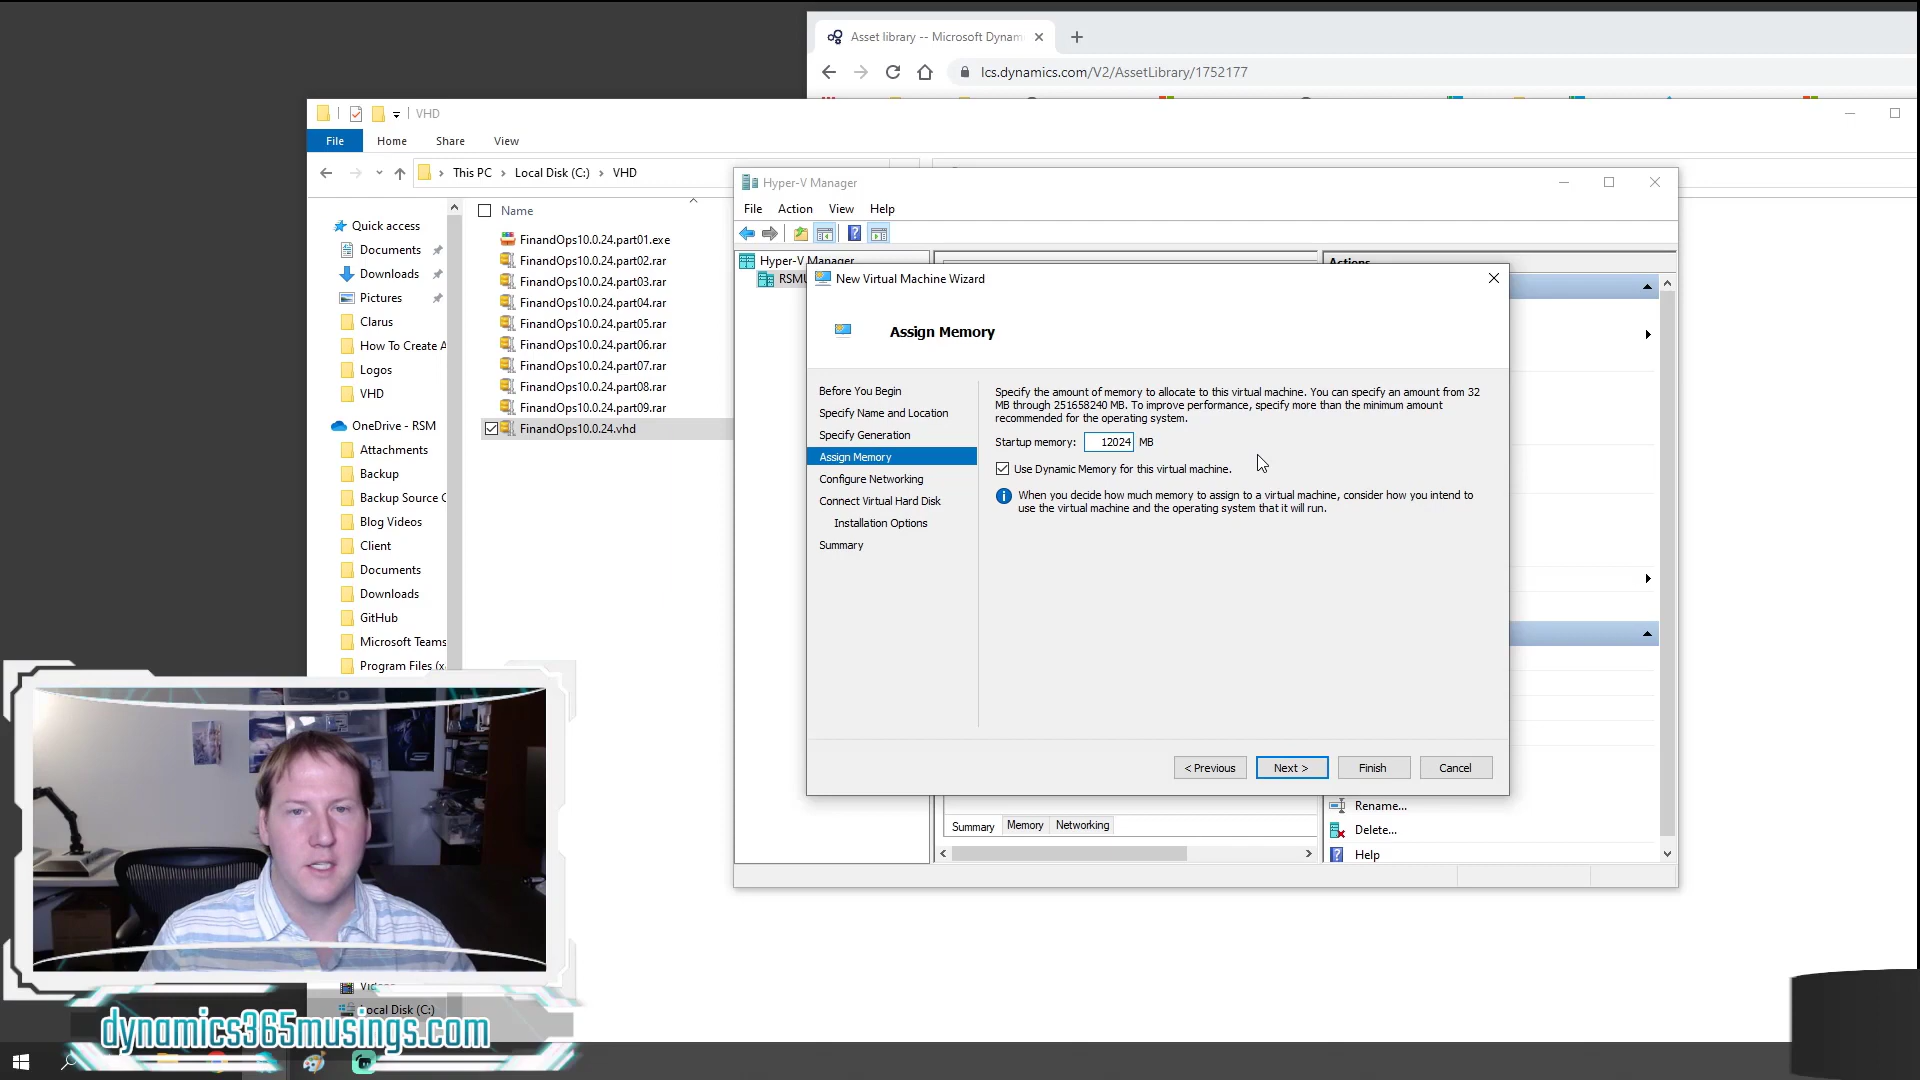 Asset library -- Microsoft Dynam
lcs.dynamics.com/V2/AssetLibrary/1752177
VHD
File
Home
Share
View
This PC
Local Disk (C:)
VHD
Hyper-V Manager
File
Action
View
Help
Name
Quick access
Documents
Downloads
Pictures
Clarus
How To Create A
Logos
VHD
OneDrive - RSM
Attachments
Backup
Backup Source C
Blog Videos
Client
Documents
Downloads
GitHub
Microsoft Teams
Program Files (x
Local Disk (C:)
FinandOps10.0.24.part01.exe
FinandOps10.0.24.part02.rar
FinandOps10.0.24.part03.rar
FinandOps10.0.24.part04.rar
FinandOps10.0.24.part05.rar
FinandOps10.0.24.part06.rar
FinandOps10.0.24.part07.rar
FinandOps10.0.24.part08.rar
FinandOps10.0.24.part09.rar
FinandOps10.0.24.vhd
Hyper-V Manager
RSMU
Actions
New Virtual Machine Wizard
Assign Memory
Before You Begin
Specify Name and Location
Specify Generation
Assign Memory
Configure Networking
Connect Virtual Hard Disk
Installation Options
Summary
Specify the amount of memory to allocate to this virtual machine. You can specify an amount from 32
MB through 251658240 MB. To improve performance, specify more than the minimum amount
recommended for the operating system.
Startup memory: 12024 MB
Use Dynamic Memory for this virtual machine.
When you decide how much memory to assign to a virtual machine, consider how you intend to
use the virtual machine and the operating system that it will run.
< Previous
Next >
Finish
Cancel
Summary
Memory
Networking
Rename...
Delete...
Help
dynamics365musings.com